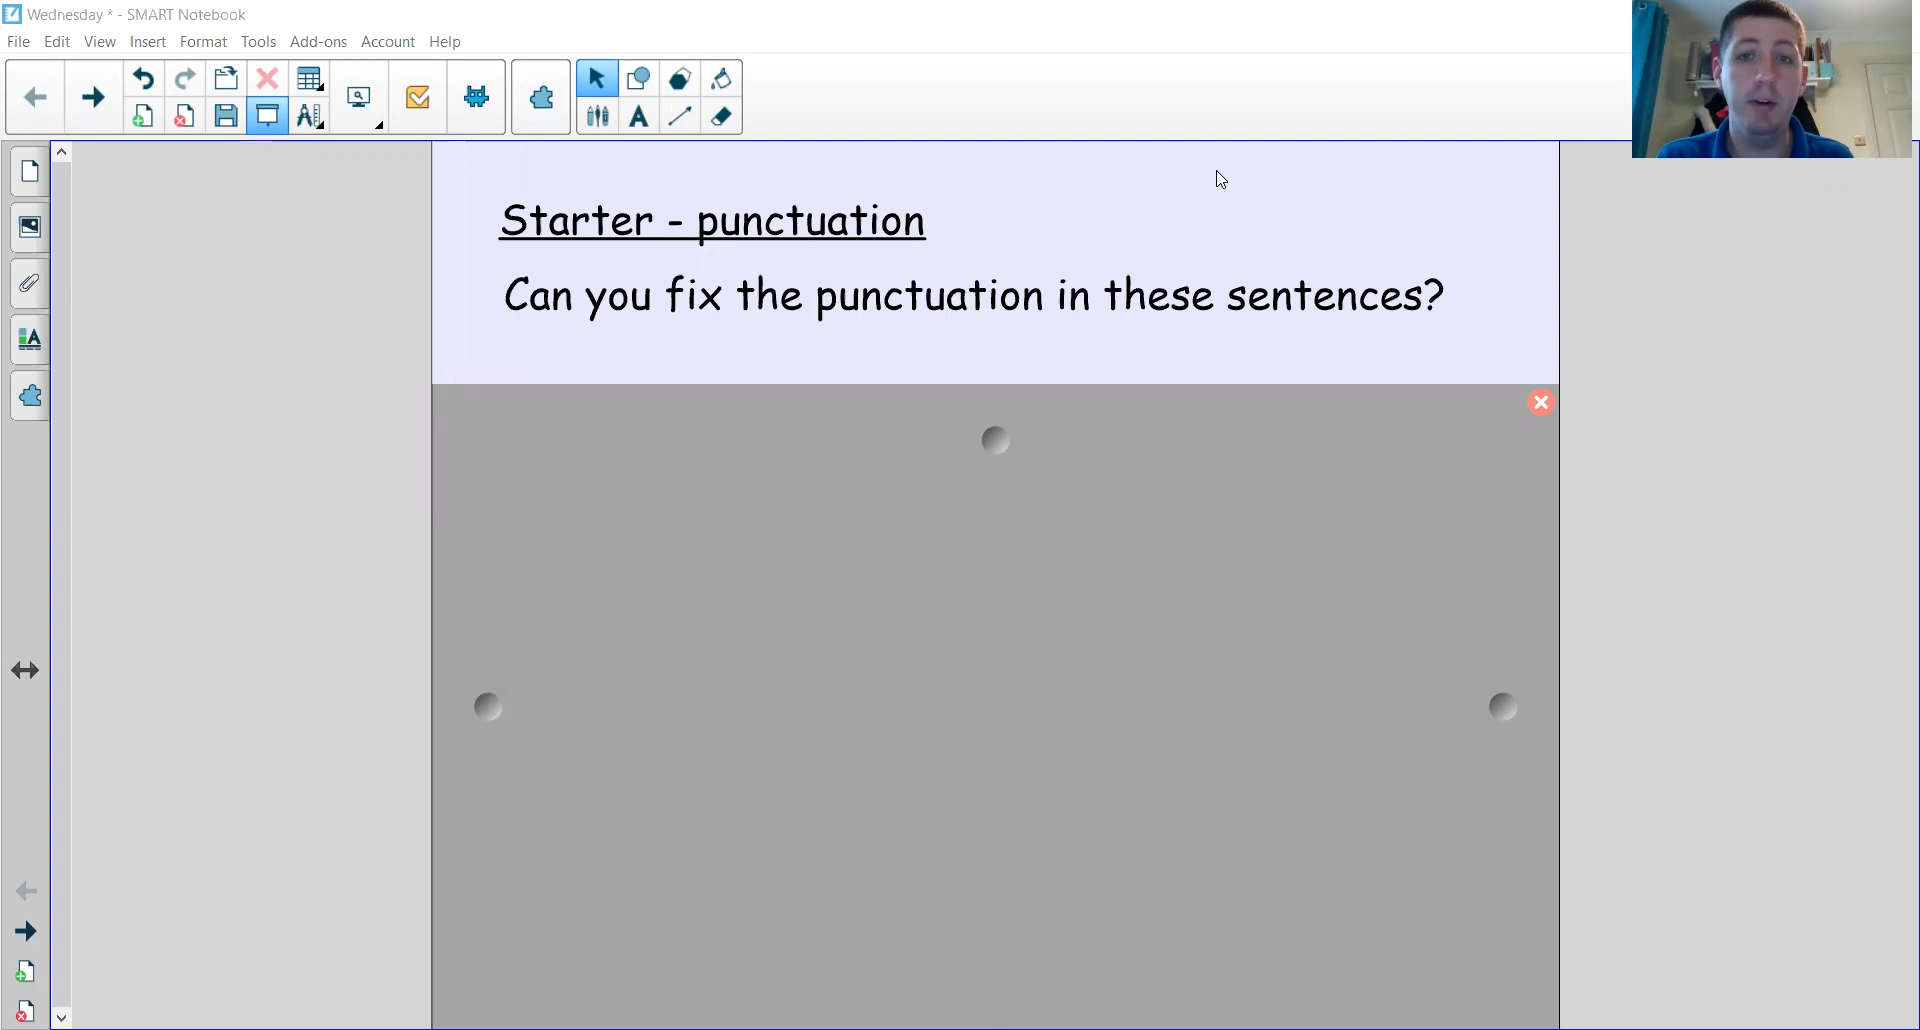 Wednesday * - SMART Notebook
File Edit View Insert Format Tools Add-ons Account Help
Starter - punctuation
Can you fix the punctuation in these sentences?